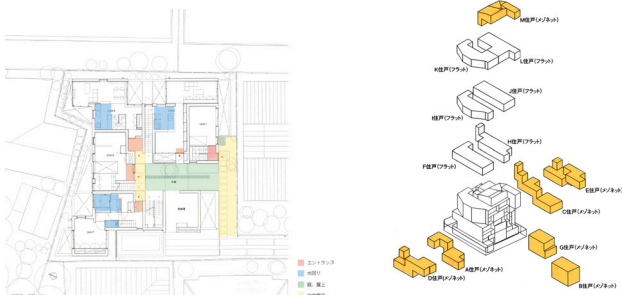 エントランス
水回り
庭、屋上
M住戸(メゾネット)
K住戸(フラット)
L住戸(フラット)
J住戸(フラット)
I住戸(フラット)
H住戸(フラット)
F住戸(フラット)
E住戸(メゾネット)
C住戸(メゾネット)
G住戸(メゾネット)
A住戸(メゾネット)
D住戸(メゾネット)
B住戸(メゾネット)